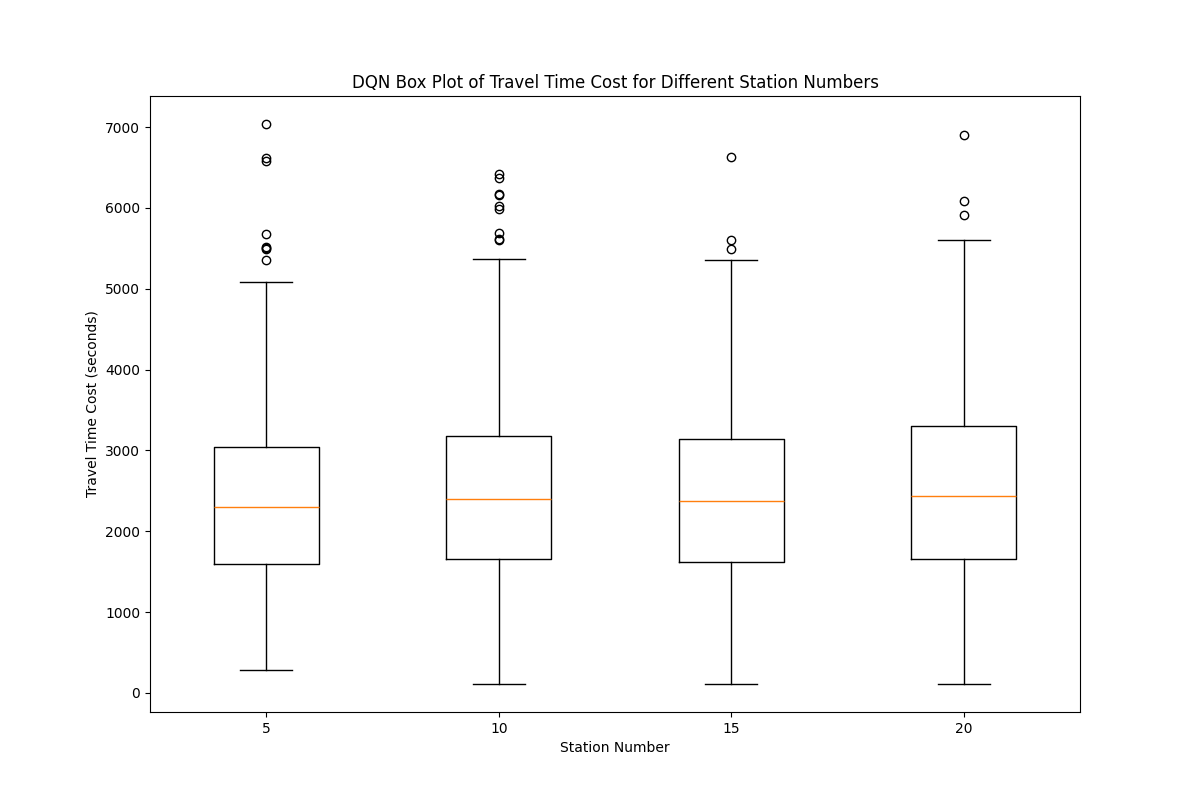 DQN Box Plot of Travel Time Cost for Different Station Numbers
Travel Time Cost (seconds)
7000
6000
5000
4000
3000
2000
1000
0
5 10 15 20
Station Number